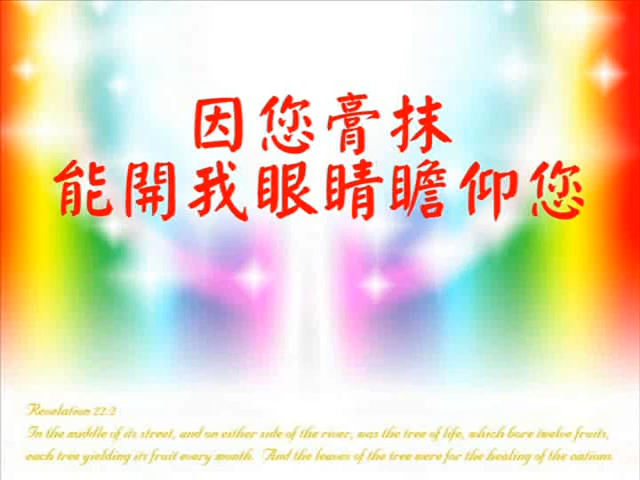 因您膏抹
能開我眼睛瞻仰您
Revelation 22:2
In the middle of its street, and on either side of the river, was the tree of life, which bore twelve fruits,
each tree yielding its fruit every month. And the leaves of the tree were for the healing of the nations.